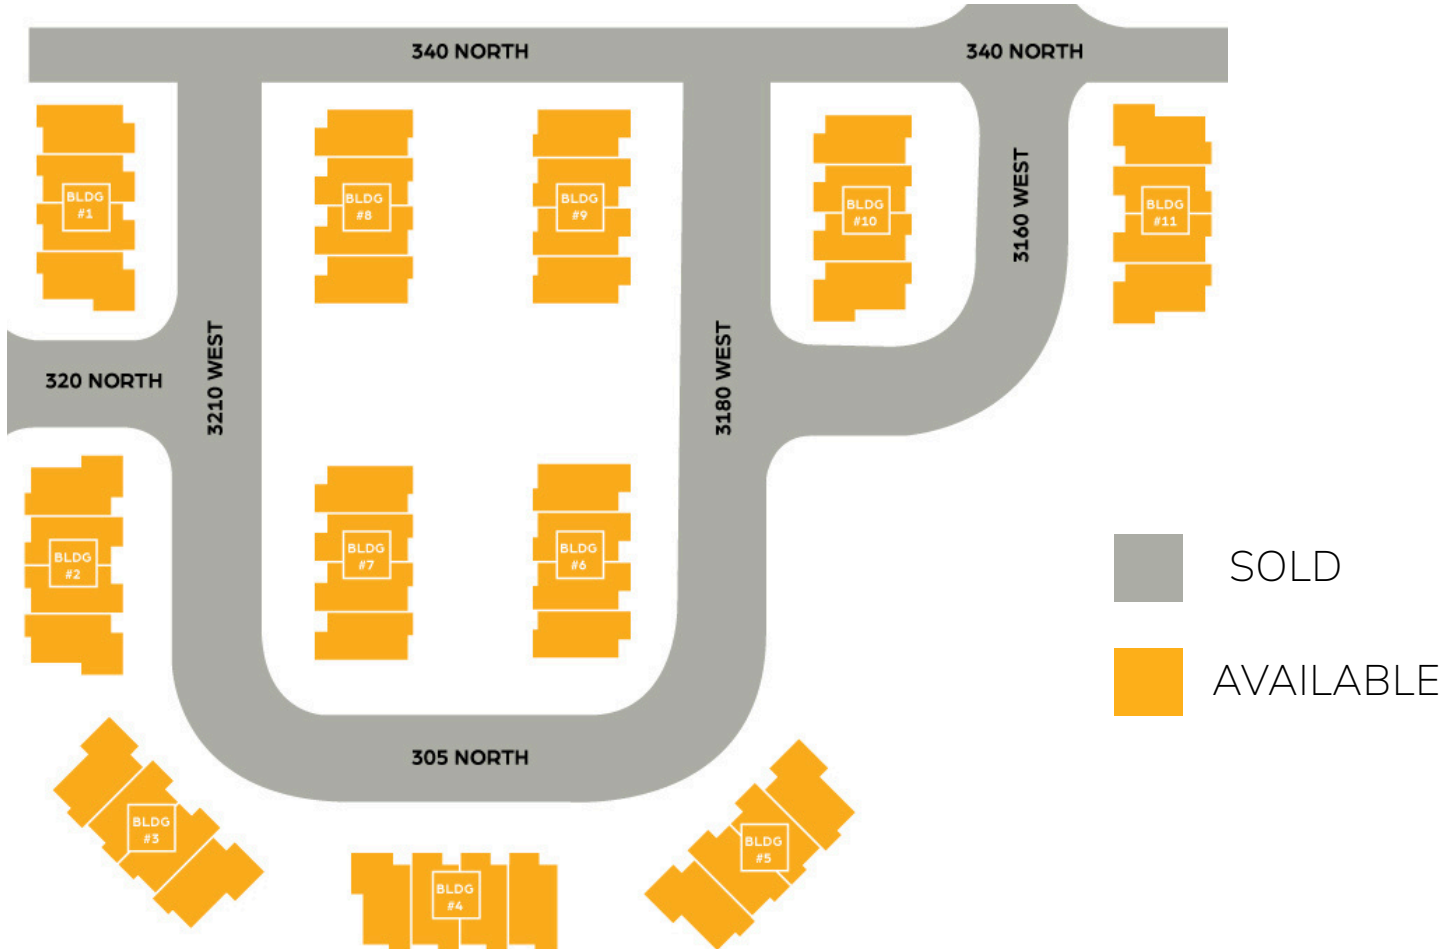 340 NORTH
340 NORTH
3160 WEST
BLDG
#1
BLDG
#8
BLDG
#9
BLDG
#10
BLDG
#11
320 NORTH
3210 WEST
3180 WEST
BLDG
#2
BLDG
#7
BLDG
#6
SOLD
AVAILABLE
305 NORTH
BLDG
#3
BLDG
#4
BLDG
#5